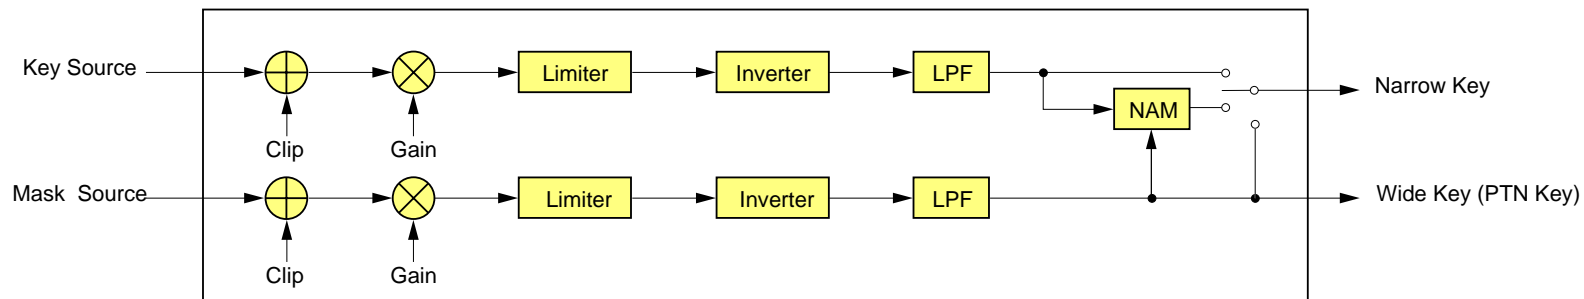 Key Source
Limiter
Inverter
LPF
NAM
Narrow Key
Clip
Gain
Mask  Source
Limiter
Inverter
LPF
Wide Key (PTN Key)
Clip
Gain